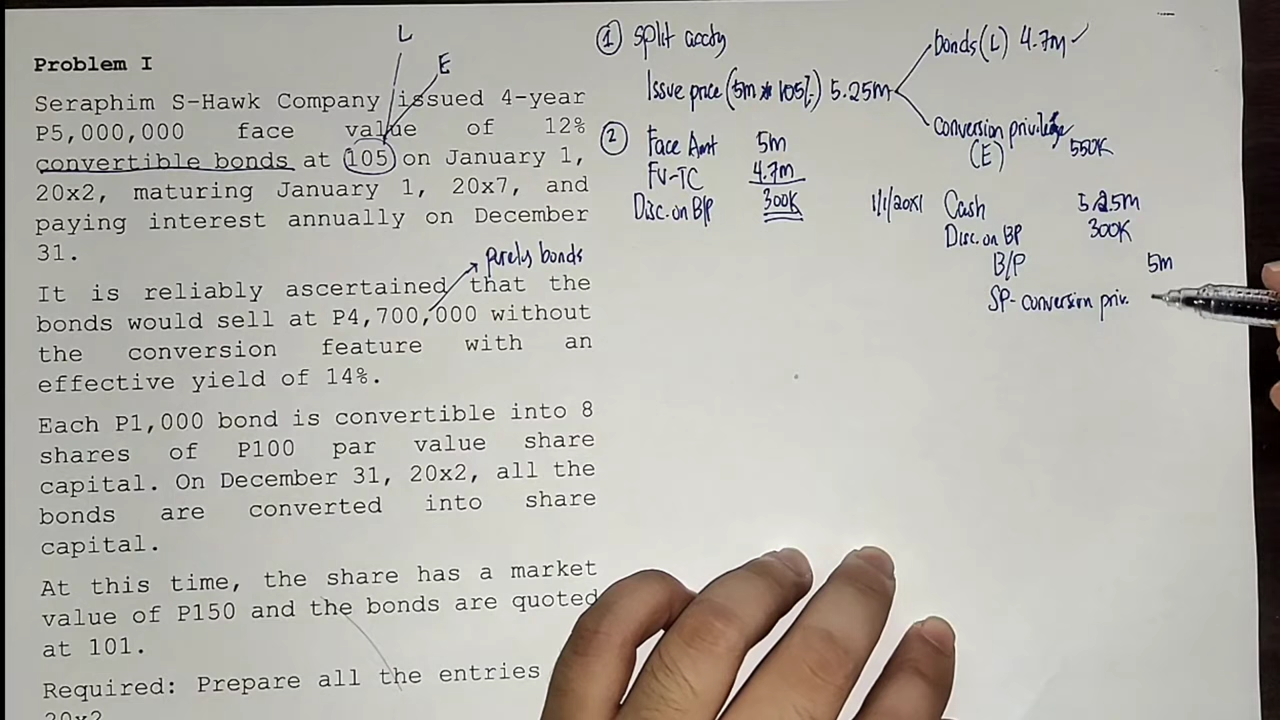 Problem I
Seraphim S-Hawk Company issued 4-year
P5,000,000 face value of 12%
convertible bonds at 105 on January 1,
20x2, maturing January 1, 20x7, and
paying interest annually on December
31.
It is reliably ascertained that the
bonds would sell at P4,700,000 without
the conversion feature with an
effective yield of 14%.
Each P1,000 bond is convertible into 8
shares of P100 par value share
capital. On December 31, 20x2, all the
bonds are converted into share
capital.
At this time, the share has a market
value of P150 and the bonds are quoted
at 101.
Required: Prepare all the entries
20x2
L
E
purely bonds
① Split acctg
Issue price (5m * 105%) 5.25m
bonds (L) 4.7m ✓
conversion privilege
(E) 550K
② Face Amt 5m
FV-TC 4.7m
Disc. on B/P 300K
1/1/20x1 Cash 5.25m
Disc. on BP 300K
B/P 5m
SP- conversion priv.